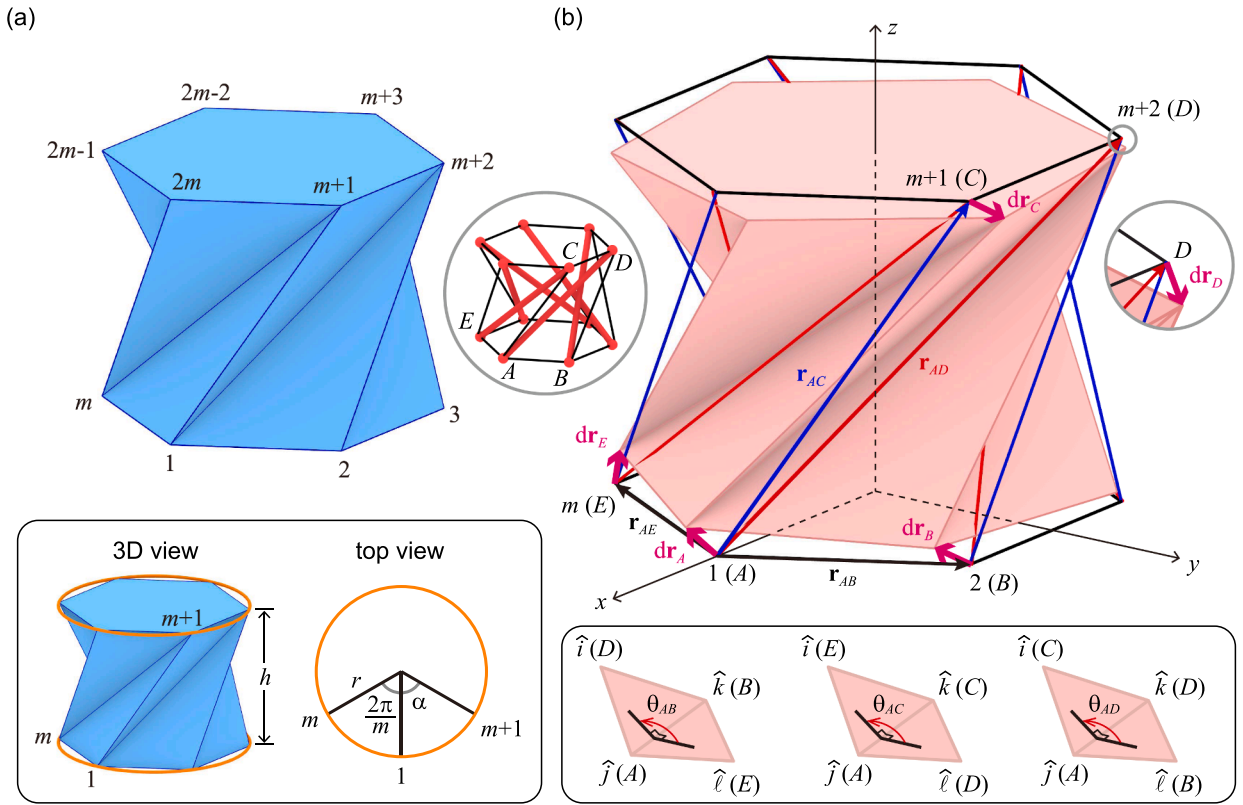 (a)
2m-2
m+3
2m-1
m+2
2m
m+1
m
3
1
2
C
D
E
A
B
3D view
top view
m+1
h
m
1
r
α
2π
m
m
m+1
1
(b)
z
m+2 (D)
m+1 (C)
dr_C
D
dr_D
r_AC
r_AD
dr_E
m (E)
r_AE
dr_A
dr_B
1 (A)
r_AB
2 (B)
x
y
î (D)
k̂ (B)
θ_AB
ĵ (A)
ℓ̂ (E)
î (E)
k̂ (C)
θ_AC
ĵ (A)
ℓ̂ (D)
î (C)
k̂ (D)
θ_AD
ĵ (A)
ℓ̂ (B)